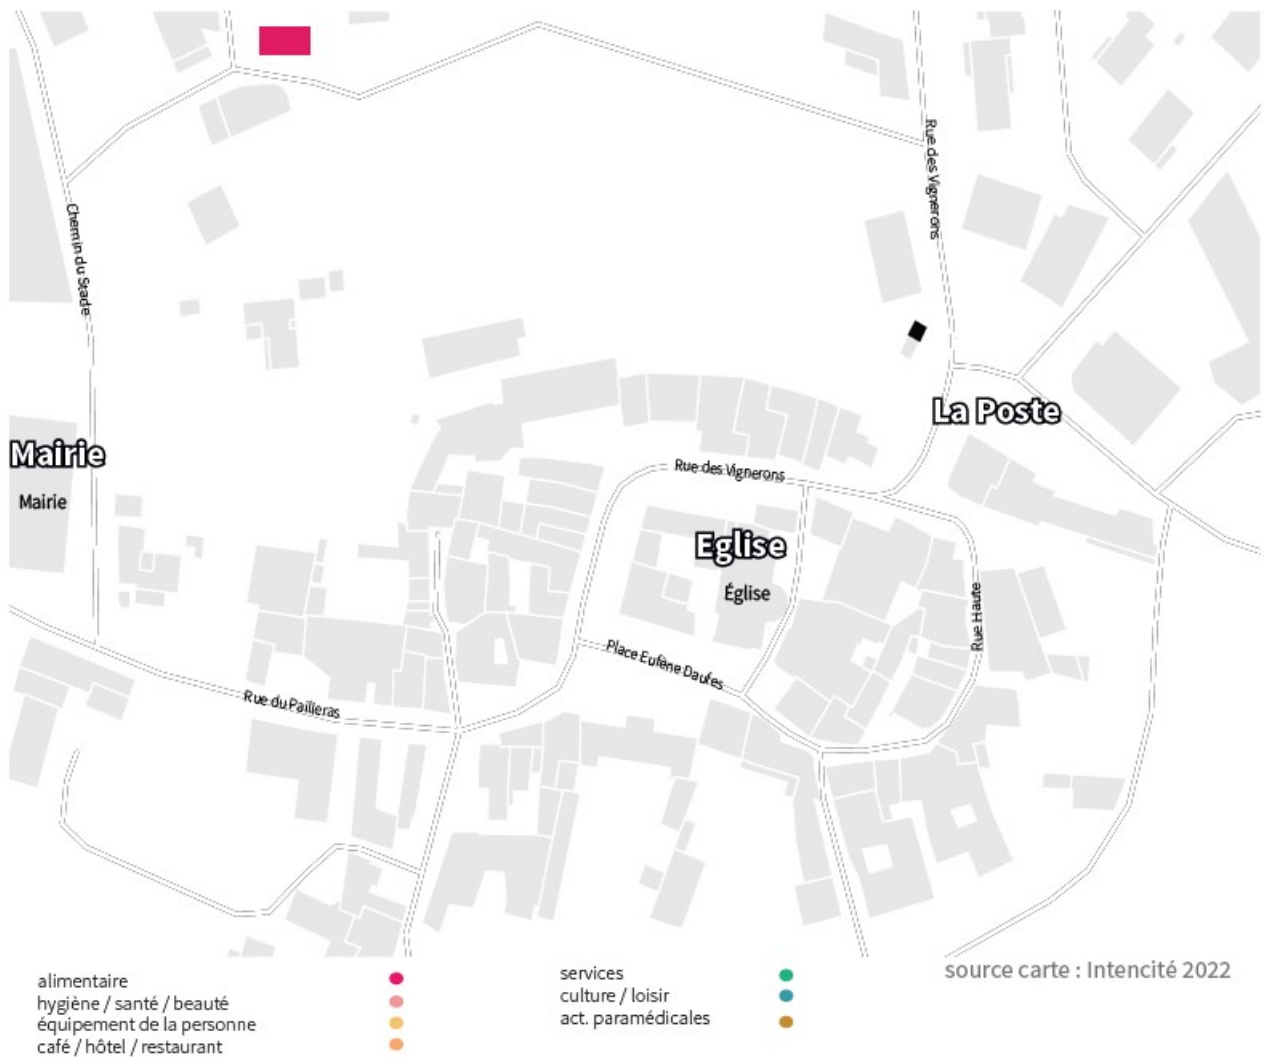 Rue des Vignerons
Chemin du Stade
La Poste
Mairie
Rue des Vignerons
Mairie
Eglise
Église
Rue Haute
Place Eufène Daufes
Rue du Pailleras
alimentaire
hygiène / santé / beauté
équipement de la personne
café / hôtel / restaurant
services
culture / loisir
act. paramédicales
source carte : Intencité 2022